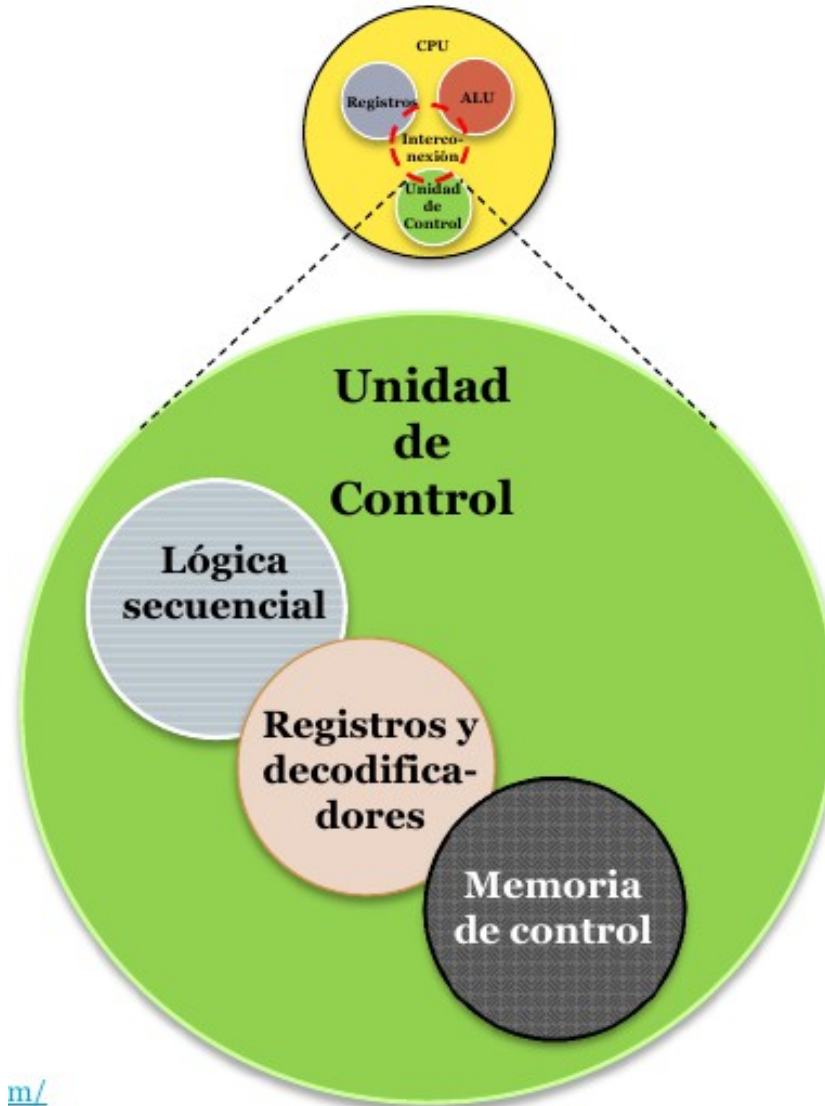 CPU
Registros
ALU
Interco-
nexión
Unidad
de
Control
Unidad
de
Control
Lógica
secuencial
Registros y
decodifica-
dores
Memoria
de control
m/